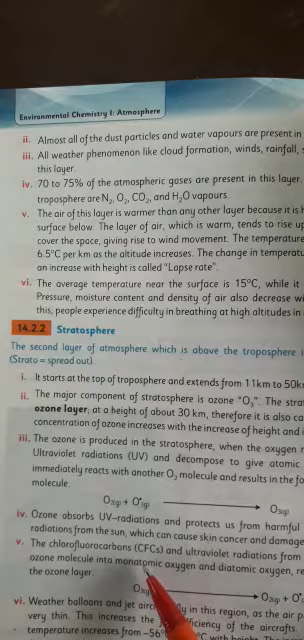 Environmental Chemistry I: Atmosphere
ii. Almost all of the dust particles and water vapours are present in
iii. All weather phenomenon like cloud formation, winds, rainfall,
this layer.
iv. 70 to 75% of the atmospheric gases are present in this layer.
troposphere are N₂, O₂, CO₂, and H₂O vapours.
v. The air of this layer is warmer than any other layer because it is
surface below. The layer of air, which is warm, tends to rise up
cover the space, giving rise to wind movement. The temperature
6.5°C per km as the altitude increases. The change in
an increase with height is called "Lapse rate".
vi. The average temperature near the surface is 15°C, while it
Pressure, moisture content and density of air also decrease
this, people experience difficulty in breathing at high altitudes in
14.2.2 Stratosphere
The second layer of atmosphere which is above the troposphere
(Strato = spread out).
i. It starts at the top of troposphere and extends from 11km to
ii. The major component of stratosphere is ozone "O₃". The
ozone layer, at a height of about 30 km, therefore it is also
concentration of ozone increases with the increase of height and
iii. The ozone is produced in the stratosphere, when the oxygen
Ultraviolet radiations (UV) and decompose to give atomic
immediately reacts with another O₂ molecule and results in the
molecule.
O₂₍g₎ + O•₍g₎ ⟶ O₃₍g₎
iv. Ozone absorbs UV–radiations and protects us from harmful
radiations from the sun, which can cause skin cancer and damage
v. The chlorofluorocarbons (CFCs) and ultraviolet radiations from
ozone molecule into monatomic oxygen and diatomic oxygen,
the ozone layer.
⟶ O₂₍g₎ + O•
vi. Weather balloons and jet in this region, as the air
very thin. This increases the of the aircrafts.
temperature increases from –56°